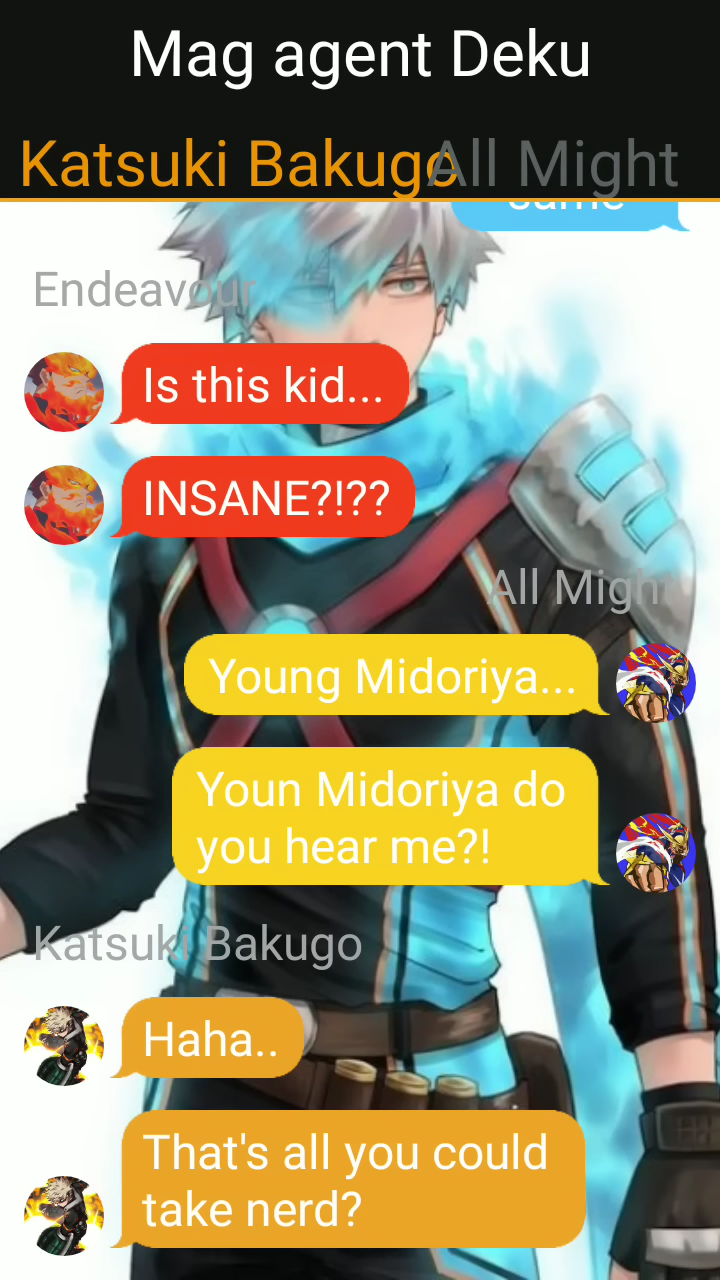 Mag agent Deku
Katsuki Bakugo All Might
same
Endeavour
Is this kid...
INSANE?!??
All Might
Young Midoriya...
Youn Midoriya do
you hear me?!
Katsuki Bakugo
Haha..
That's all you could
take nerd?